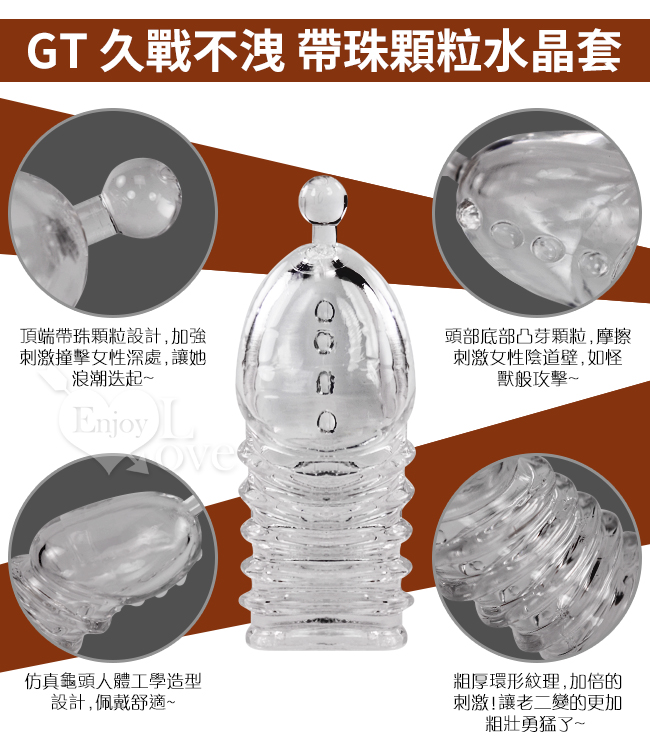 GT 久戰不洩 帶珠顆粒水晶套
頂端帶珠顆粒設計,加強
刺激撞擊女性深處,讓她
浪潮迭起~
頭部底部凸芽顆粒,摩擦
刺激女性陰道壁,如怪
獸般攻擊~
Enjoy Love
仿真龜頭人體工學造型
設計,佩戴舒適~
粗厚環形紋理,加倍的
刺激!讓老二變的更加
粗壯勇猛了~